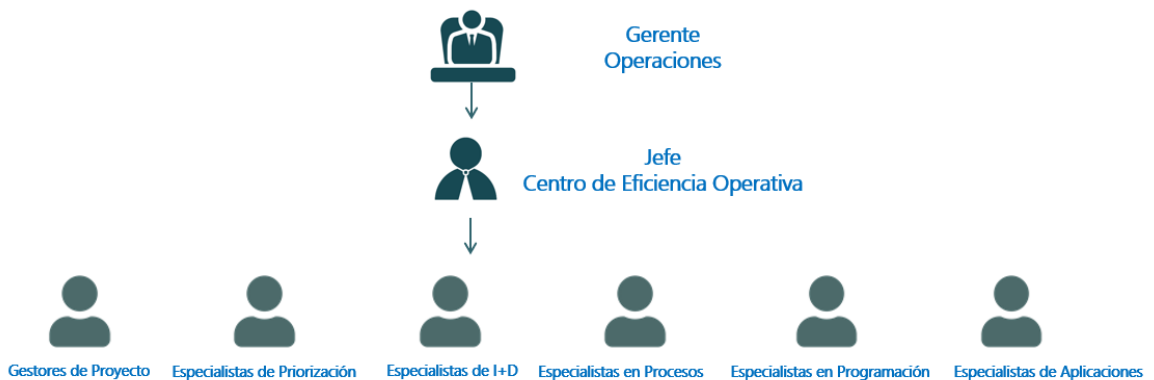 Gerente
Operaciones
Jefe
Centro de Eficiencia Operativa
Gestores de Proyecto
Especialistas de Priorización
Especialistas de I+D
Especialistas en Procesos
Especialistas en Programación
Especialistas de Aplicaciones